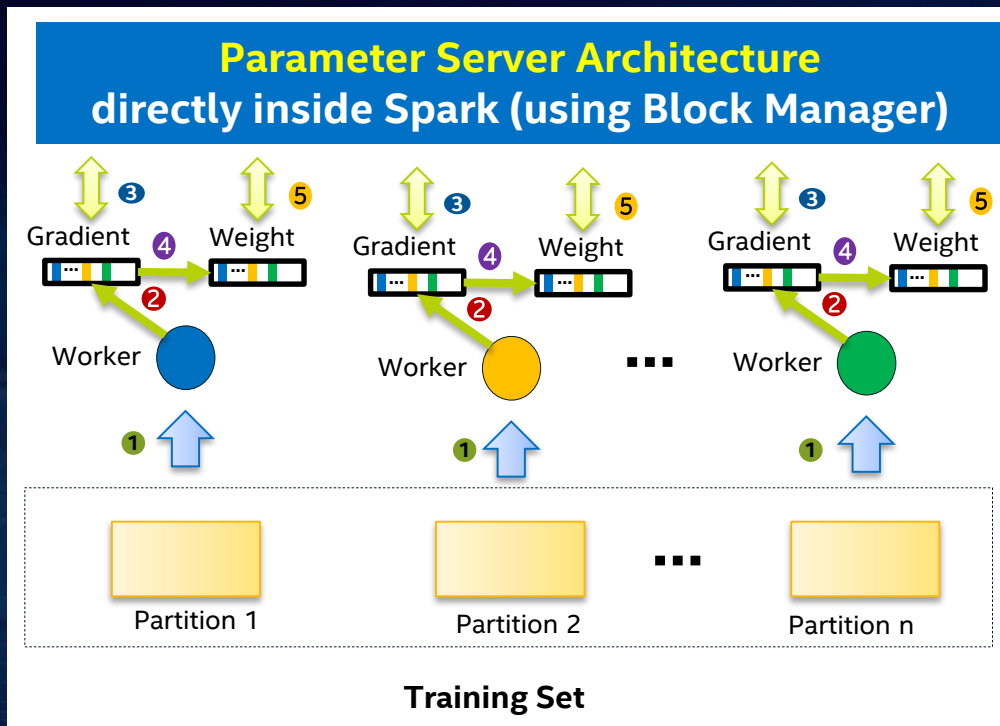 Parameter Server Architecture
directly inside Spark (using Block Manager)
3 5 3 5 3 5
Gradient 4 Weight Gradient 4 Weight Gradient 4 Weight
... ... ... ... ... ...
2 2 2
Worker Worker ... Worker
1 1 1
...
Partition 1 Partition 2 Partition n
Training Set